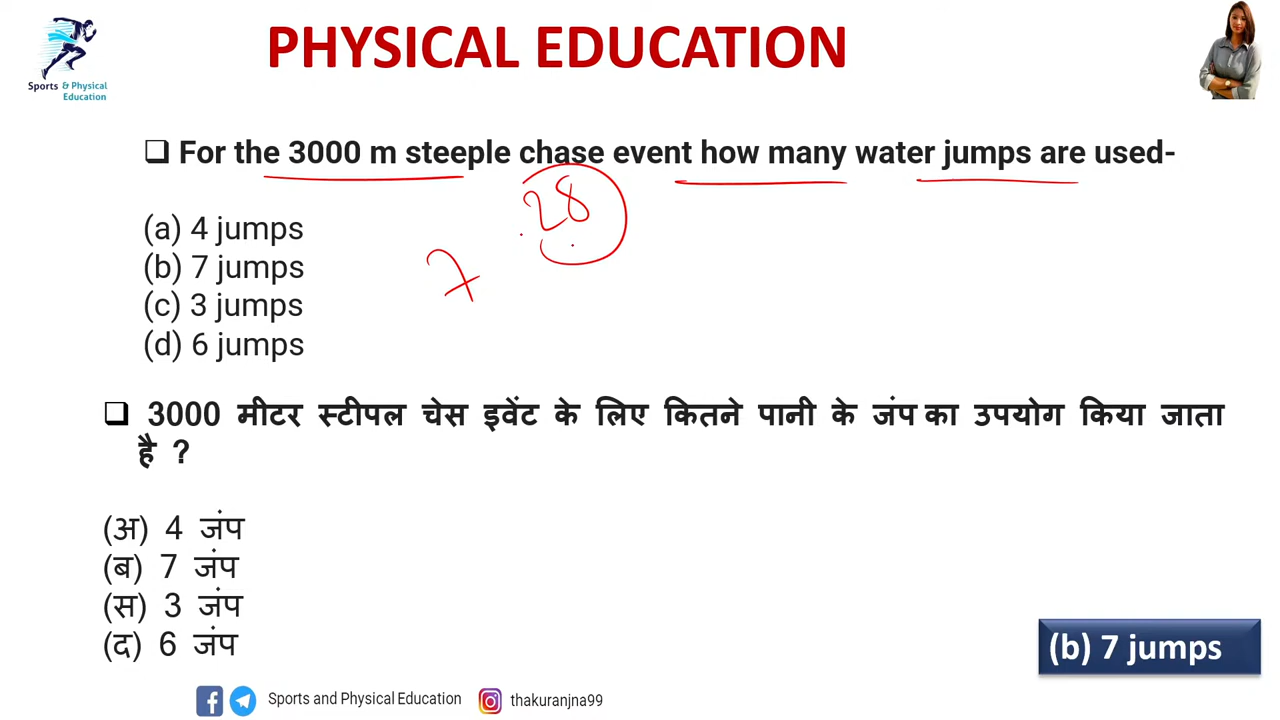 PHYSICAL EDUCATION
Sports & Physical
Education
For the 3000 m steeple chase event how many water jumps are used-
28
(a) 4 jumps
7
(b) 7 jumps
(c) 3 jumps
(d) 6 jumps
3000 मीटर स्टीपल चेस इवेंट के लिए कितने पानी के जंप का उपयोग किया जाता
है ?
(अ) 4 जंप
(ब) 7 जंप
(स) 3 जंप
(द) 6 जंप
(b) 7 jumps
Sports and Physical Education
thakuranjna99